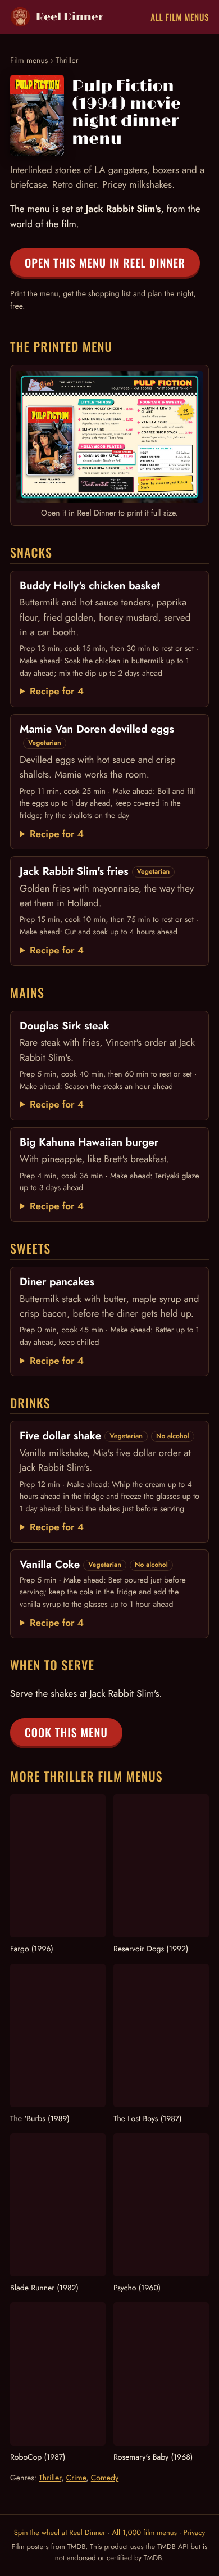 Reel Dinner
ALL FILM MENUS
Film menus › Thriller
Pulp Fiction
(1994) movie
night dinner
menu
Interlinked stories of LA gangsters, boxers and a
briefcase. Retro diner. Pricey milkshakes.
The menu is set at Jack Rabbit Slim's, from the
world of the film.
OPEN THIS MENU IN REEL DINNER
Print the menu, get the shopping list and plan the night,
free.
THE PRINTED MENU
PULP FICTION
Open it in Reel Dinner to print it full size.
SNACKS
Buddy Holly's chicken basket
Buttermilk and hot sauce tenders, paprika
flour, fried golden, honey mustard, served
in a car booth.
Prep 13 min, cook 15 min, then 30 min to rest or set ·
Make ahead: Soak the chicken in buttermilk up to 1
day ahead; mix the dip up to 2 days ahead
▶ Recipe for 4
Mamie Van Doren devilled eggs
Vegetarian
Devilled eggs with hot sauce and crisp
shallots. Mamie works the room.
Prep 11 min, cook 25 min · Make ahead: Boil and fill
the eggs up to 1 day ahead, keep covered in the
fridge; fry the shallots on the day
▶ Recipe for 4
Jack Rabbit Slim's fries Vegetarian
Golden fries with mayonnaise, the way they
eat them in Holland.
Prep 15 min, cook 10 min, then 75 min to rest or set ·
Make ahead: Cut and soak up to 4 hours ahead
▶ Recipe for 4
MAINS
Douglas Sirk steak
Rare steak with fries, Vincent's order at Jack
Rabbit Slim's.
Prep 5 min, cook 40 min, then 60 min to rest or set ·
Make ahead: Season the steaks an hour ahead
▶ Recipe for 4
Big Kahuna Hawaiian burger
With pineapple, like Brett's breakfast.
Prep 4 min, cook 36 min · Make ahead: Teriyaki glaze
up to 3 days ahead
▶ Recipe for 4
SWEETS
Diner pancakes
Buttermilk stack with butter, maple syrup and
crisp bacon, before the diner gets held up.
Prep 0 min, cook 45 min · Make ahead: Batter up to 1
day ahead, keep chilled
▶ Recipe for 4
DRINKS
Five dollar shake Vegetarian No alcohol
Vanilla milkshake, Mia's five dollar order at
Jack Rabbit Slim's.
Prep 12 min · Make ahead: Whip the cream up to 4
hours ahead in the fridge and freeze the glasses up to
1 day ahead; blend the shakes just before serving
▶ Recipe for 4
Vanilla Coke Vegetarian No alcohol
Prep 5 min · Make ahead: Best poured just before
serving; keep the cola in the fridge and add the
vanilla syrup to the glasses up to 1 hour ahead
▶ Recipe for 4
WHEN TO SERVE
Serve the shakes at Jack Rabbit Slim's.
COOK THIS MENU
MORE THRILLER FILM MENUS
Fargo (1996)
Reservoir Dogs (1992)
The 'Burbs (1989)
The Lost Boys (1987)
Blade Runner (1982)
Psycho (1960)
RoboCop (1987)
Rosemary's Baby (1968)
Genres: Thriller, Crime, Comedy
Spin the wheel at Reel Dinner · All 1,000 film menus · Privacy
Film posters from TMDB. This product uses the TMDB API but is
not endorsed or certified by TMDB.